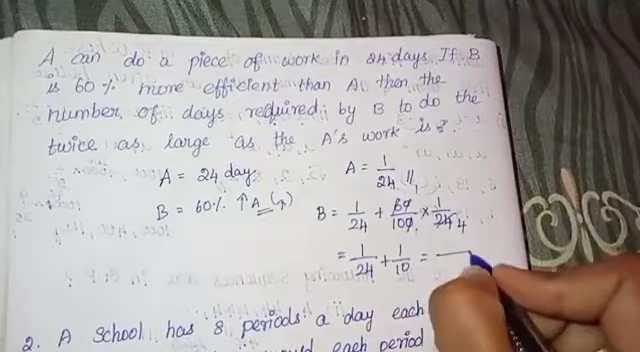 A can do a piece of work in 24 days. If B
is 60% more efficient than A, then the
number of days required by B to do the
twice as large as the A's work is?
A = 24 day
A = 1/24 //
B = 60% ↑ A (↑)
B = 1/24 + 60/100 × 1/24 4
= 1/24 + 1/10 = —
2. A School has 8 periods a day each
each period